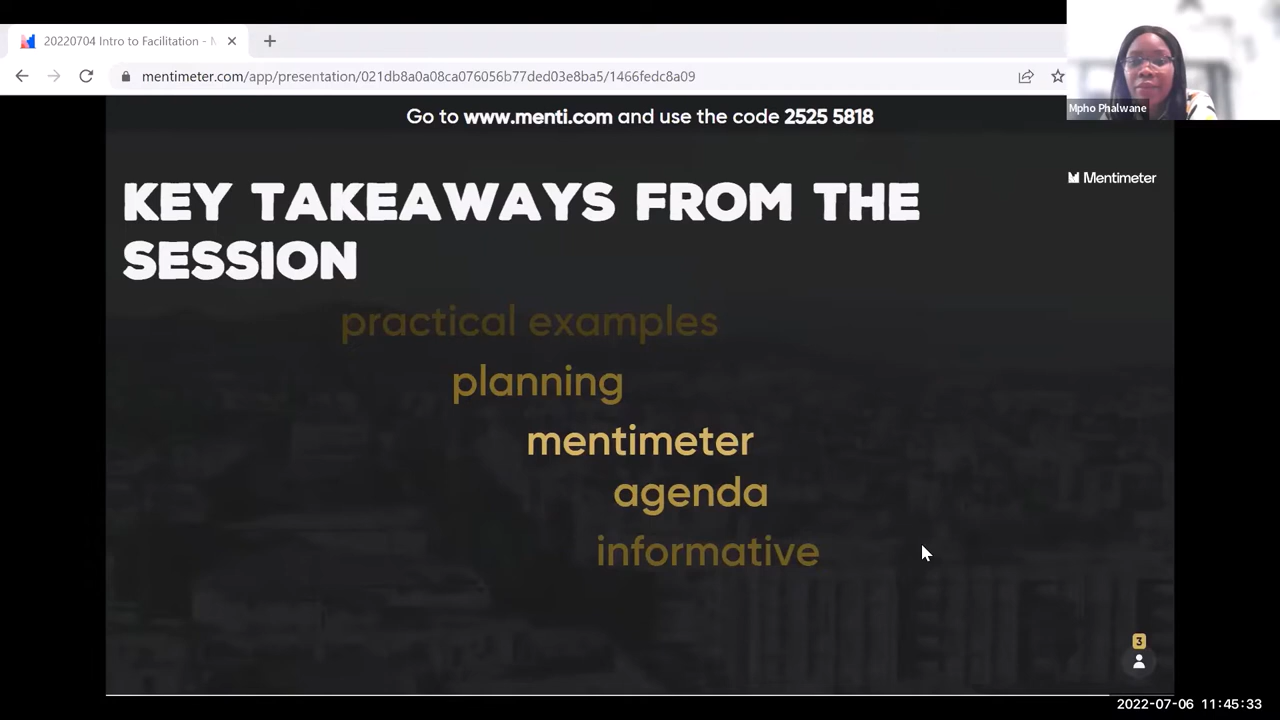 20220704 Intro to Facilitation - M
mentimeter.com/app/presentation/021db8a0a08ca076056b77ded03e8ba5/1466fedc8a09
Mpho Phalwane
Go to www.menti.com and use the code 2525 5818
Mentimeter
KEY TAKEAWAYS FROM THE
SESSION
practical examples
planning
mentimeter
agenda
informative
3
2022-07-06 11:45:33